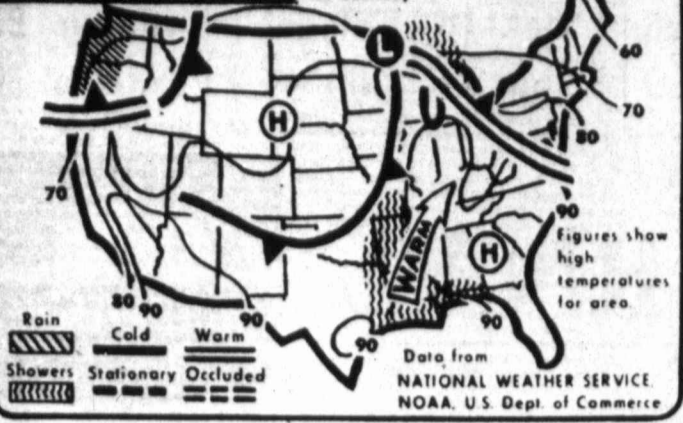 L
60
H
70
80
70
90
Figures show
high
temperatures
for area.
WARM
H
80
90
90
90
90
Rain
Cold
Warm
Showers
Stationary
Occluded
Data from
NATIONAL WEATHER SERVICE.
NOAA, U.S. Dept. of Commerce